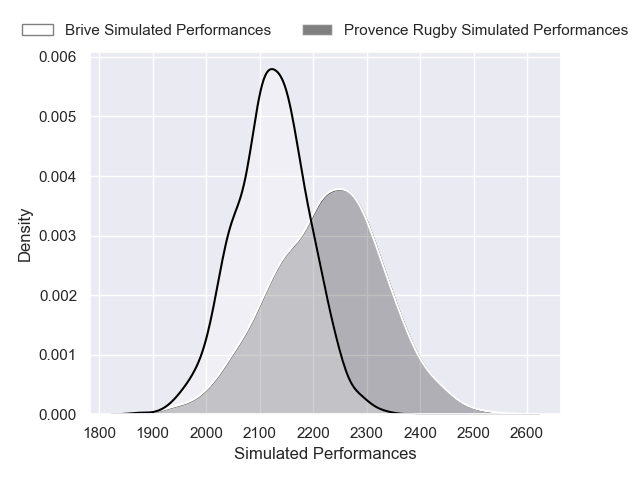 Brive Simulated Performances Provence Rugby Simulated Performances
0.006
0.005
0.004
0.003
0.002
0.001
0.000
Density
1800 1900 2000 2100 2200 2300 2400 2500 2600
Simulated Performances